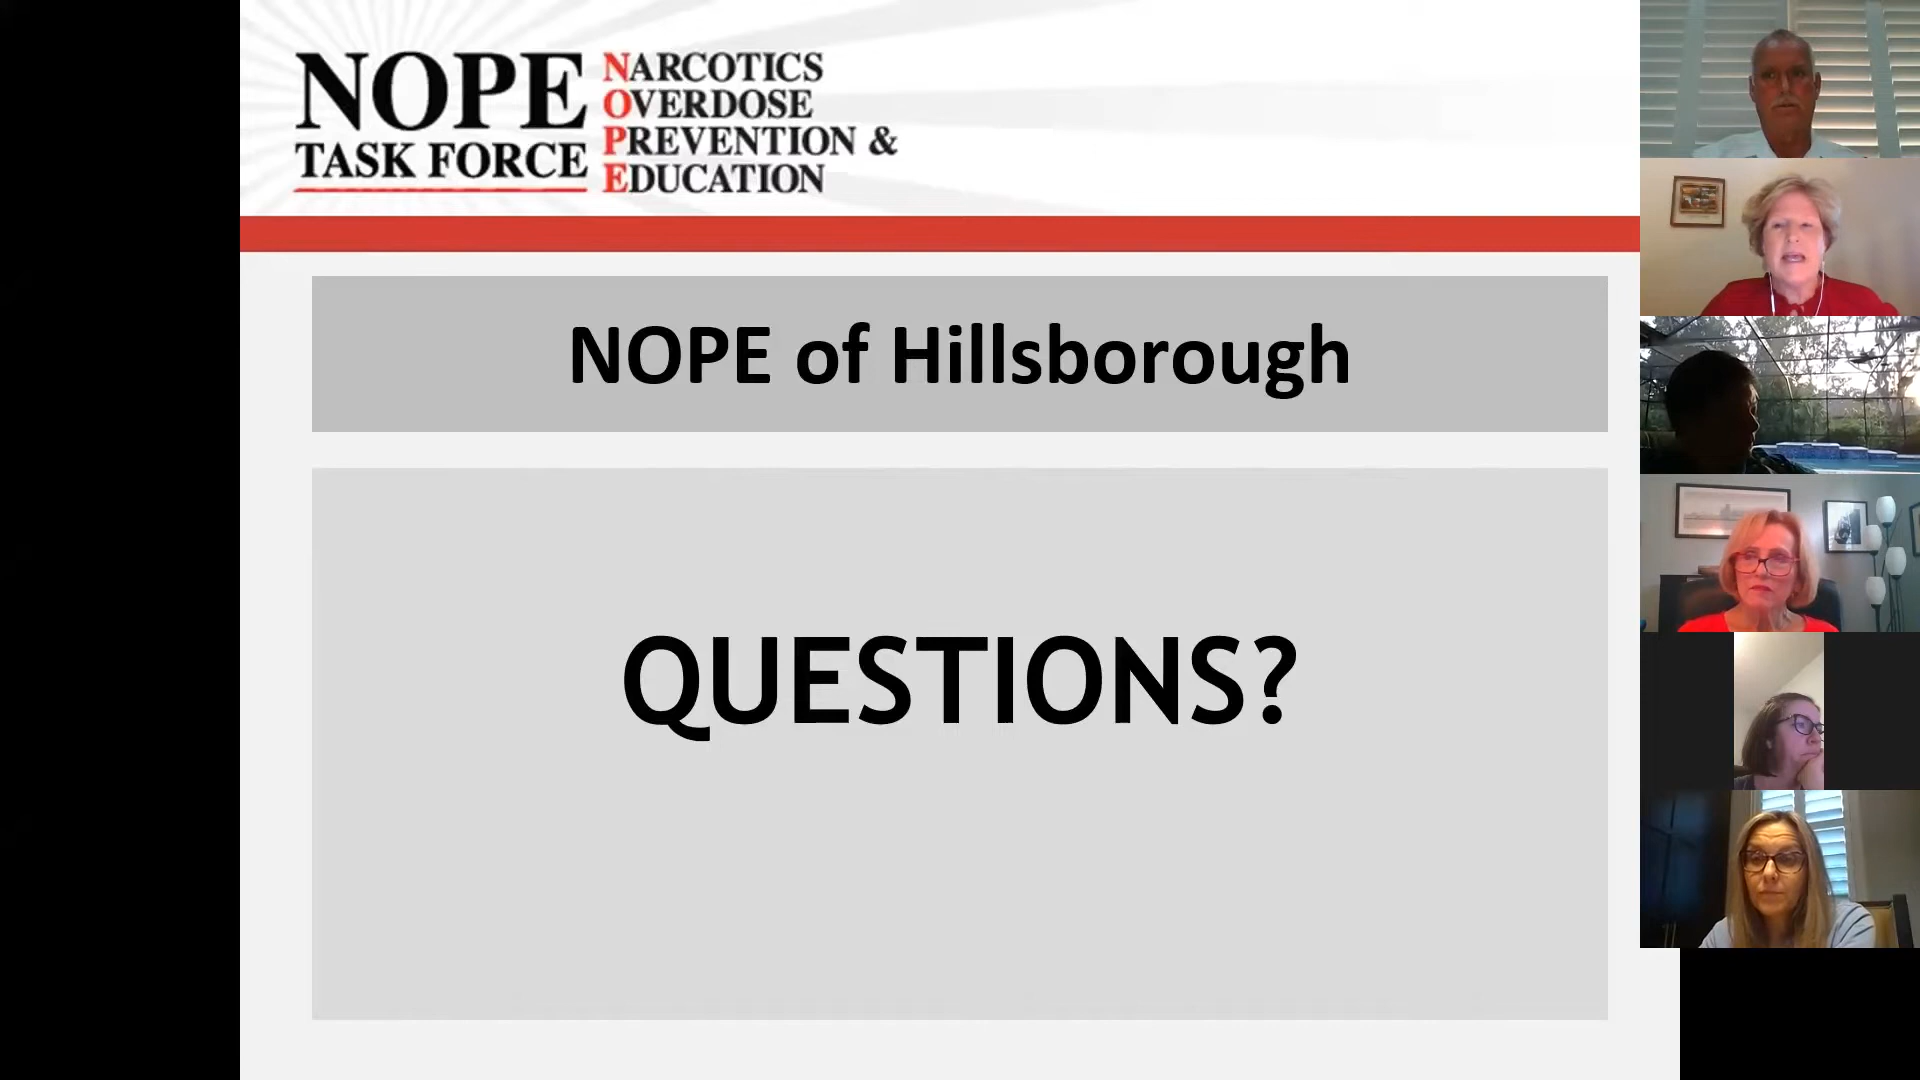 NOPE
TASK FORCE
NARCOTICS
OVERDOSE
PREVENTION &
EDUCATION
NOPE of Hillsborough
QUESTIONS?